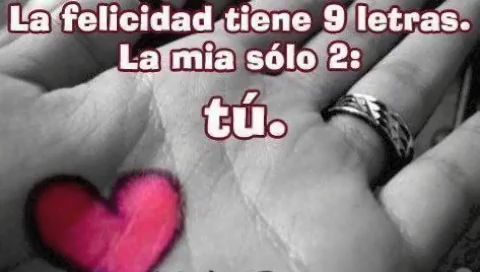 La felicidad tiene 9 letras.
La mia sólo 2:
tú.